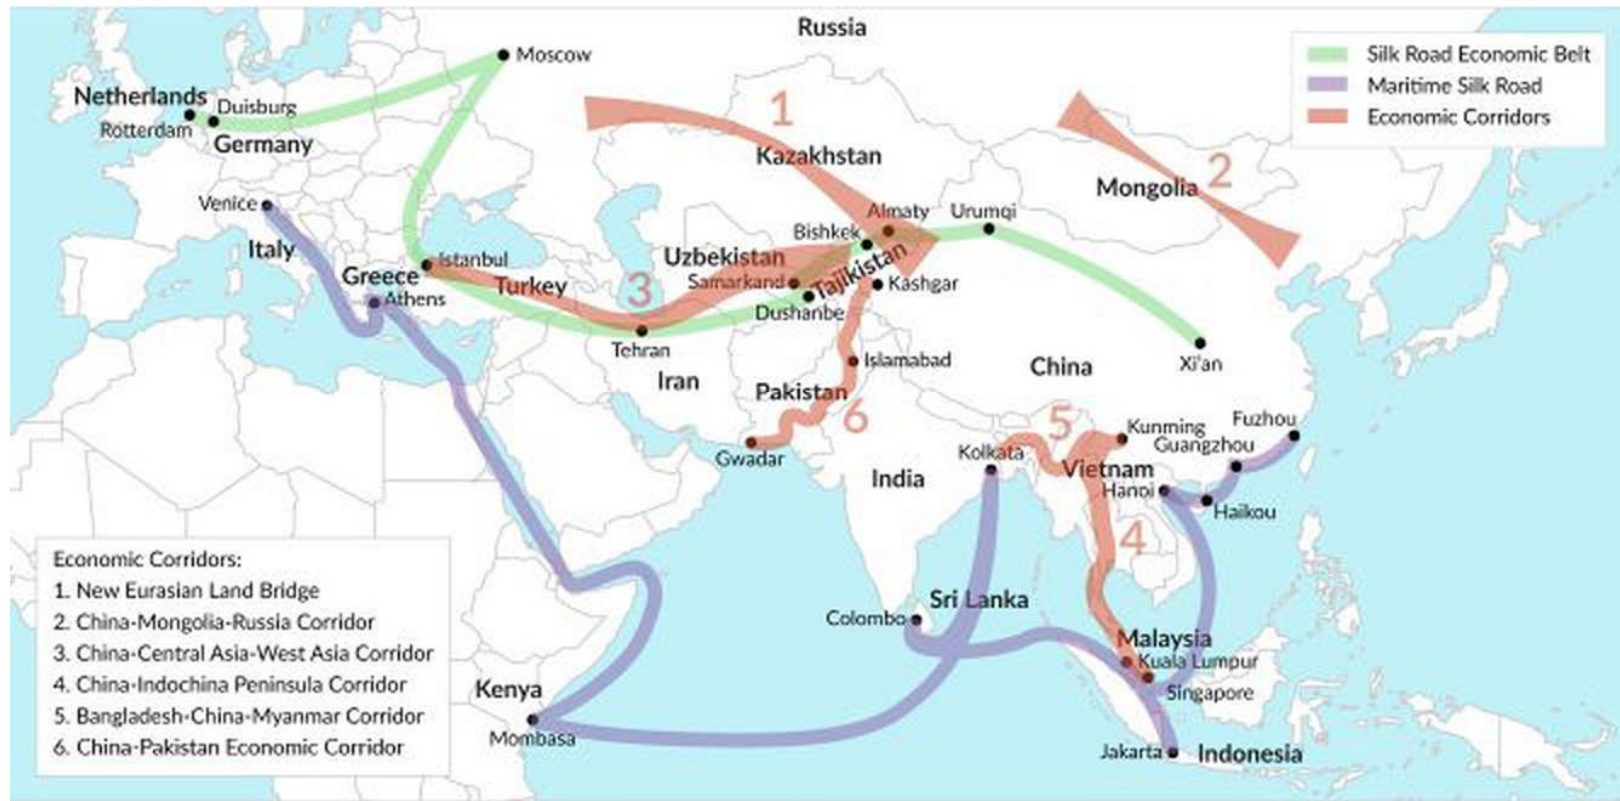 Russia
Moscow
Silk Road Economic Belt
Maritime Silk Road
Economic Corridors
Netherlands
Duisburg
Rotterdam
Germany
1
Kazakhstan
2
Mongolia
Venice
Italy
Almaty
Urumqi
Bishkek
Uzbekistan
Tajikistan
Greece
Istanbul
Turkey
3
Samarkand
Kashgar
Athens
Dushanbe
Tehran
Iran
Islamabad
China
Xi'an
Pakistan
6
5
Kunming
Fuzhou
Guangzhou
Gwadar
India
Kolkata
Vietnam
Hanoi
Haikou
4
Economic Corridors:
1. New Eurasian Land Bridge
2. China-Mongolia-Russia Corridor
3. China-Central Asia-West Asia Corridor
4. China-Indochina Peninsula Corridor
5. Bangladesh-China-Myanmar Corridor
6. China-Pakistan Economic Corridor
Colombo
Sri Lanka
Malaysia
Kuala Lumpur
Singapore
Kenya
Mombasa
Jakarta
Indonesia